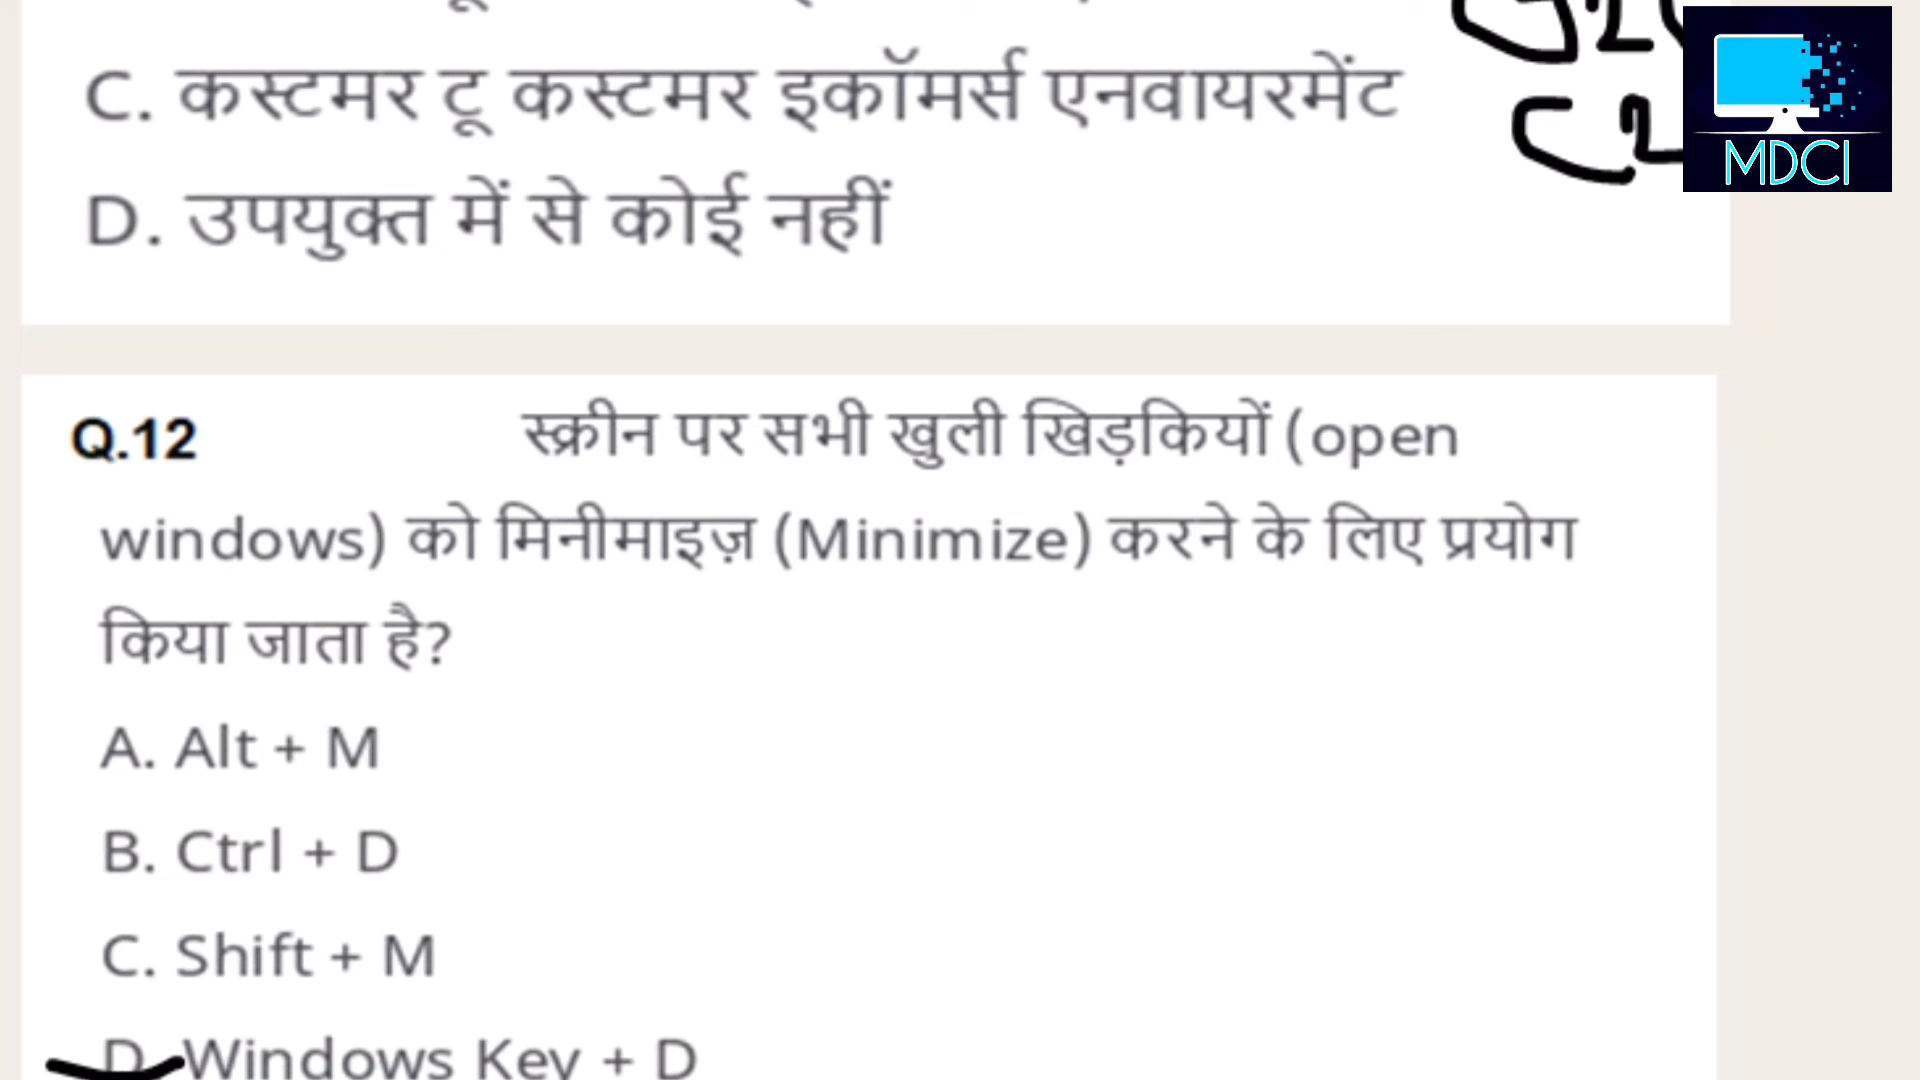 C. कस्टमर टू कस्टमर इकॉमर्स एनवायरमेंट
D. उपयुक्त में से कोई नहीं
C2
MDCI
Q.12 स्क्रीन पर सभी खुली खिड़कियों (open
windows) को मिनीमाइज़ (Minimize) करने के लिए प्रयोग
किया जाता है?
A. Alt + M
B. Ctrl + D
C. Shift + M
D. Windows Key + D